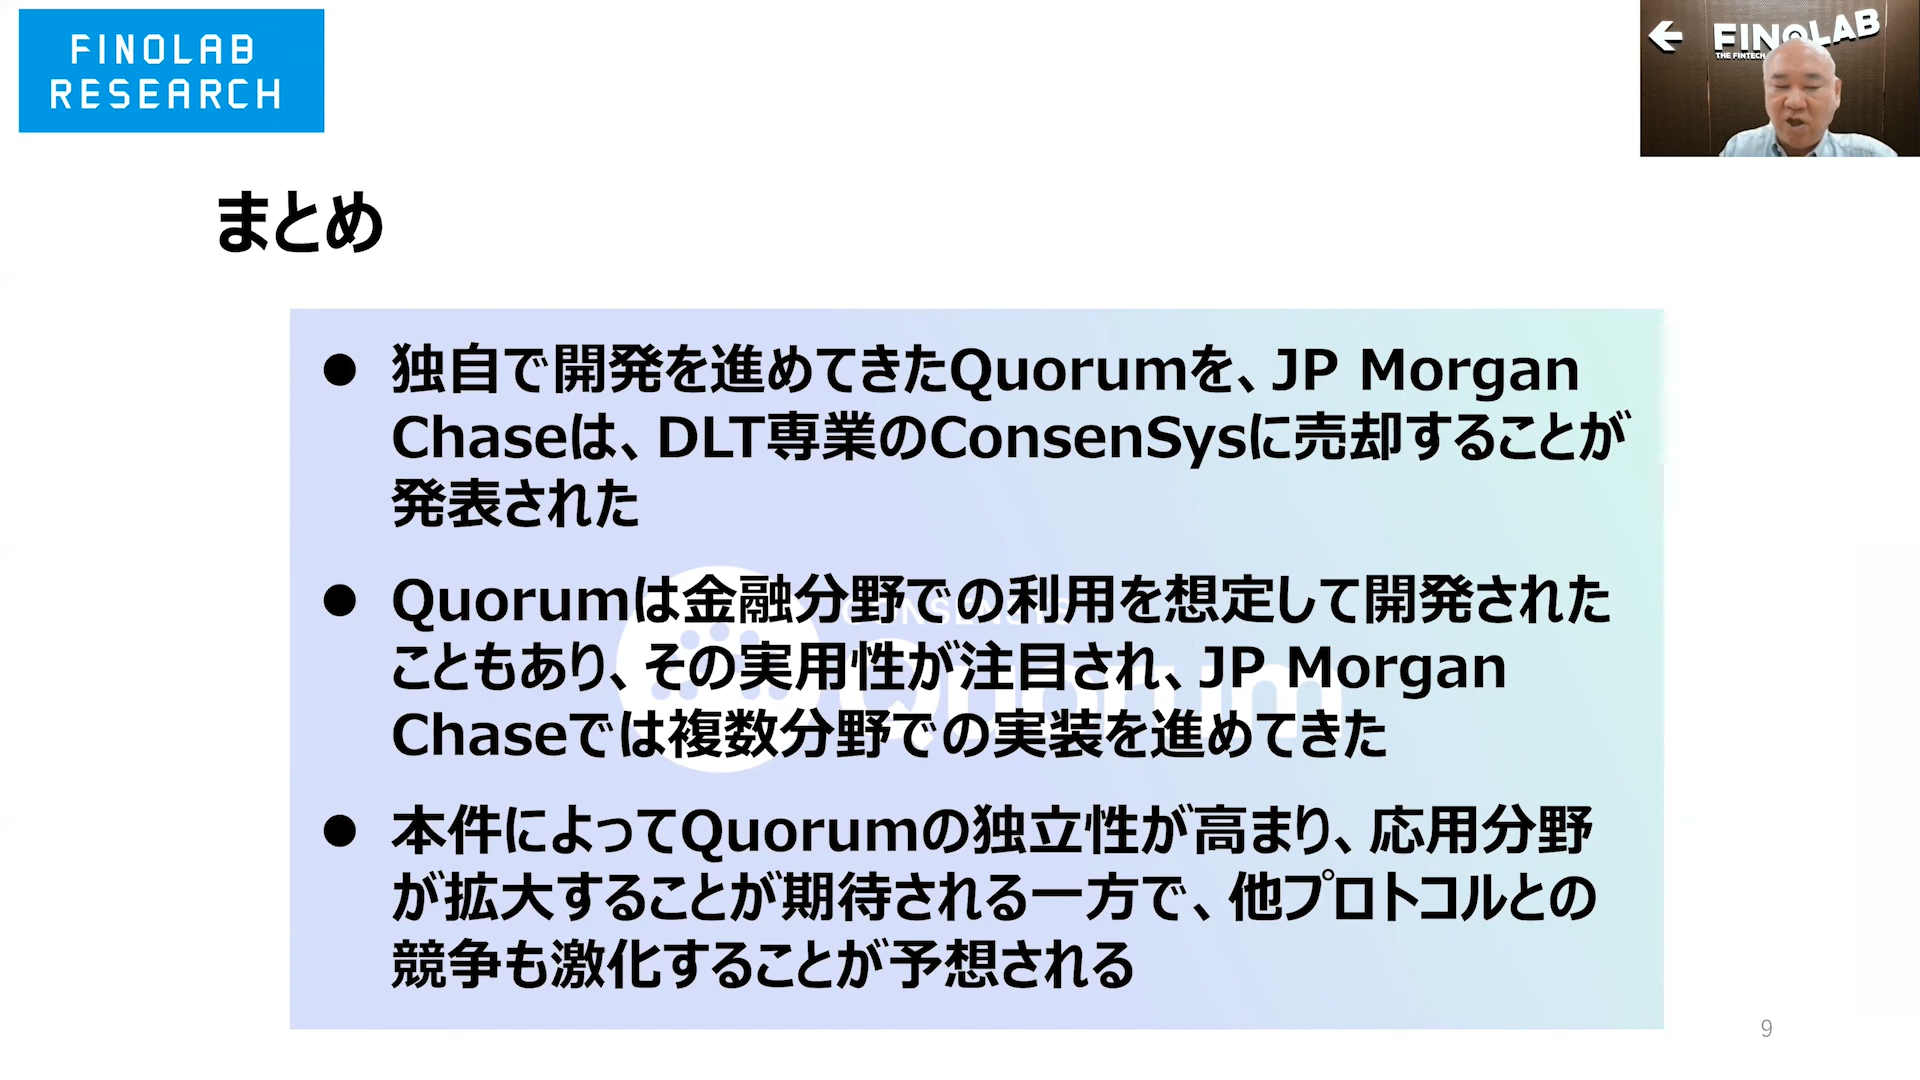 FINOLAB
RESEARCH
FINOLAB
THE FINTECH
まとめ
● 独自で開発を進めてきたQuorumを、JP Morgan
Chaseは、DLT専業のConsenSysに売却することが
発表された
● Quorumは金融分野での利用を想定して開発された
こともあり、その実用性が注目され、JP Morgan
Chaseでは複数分野での実装を進めてきた
● 本件によってQuorumの独立性が高まり、応用分野
が拡大することが期待される一方で、他プロトコルとの
競争も激化することが予想される
CONSENSYS
Quorum
9